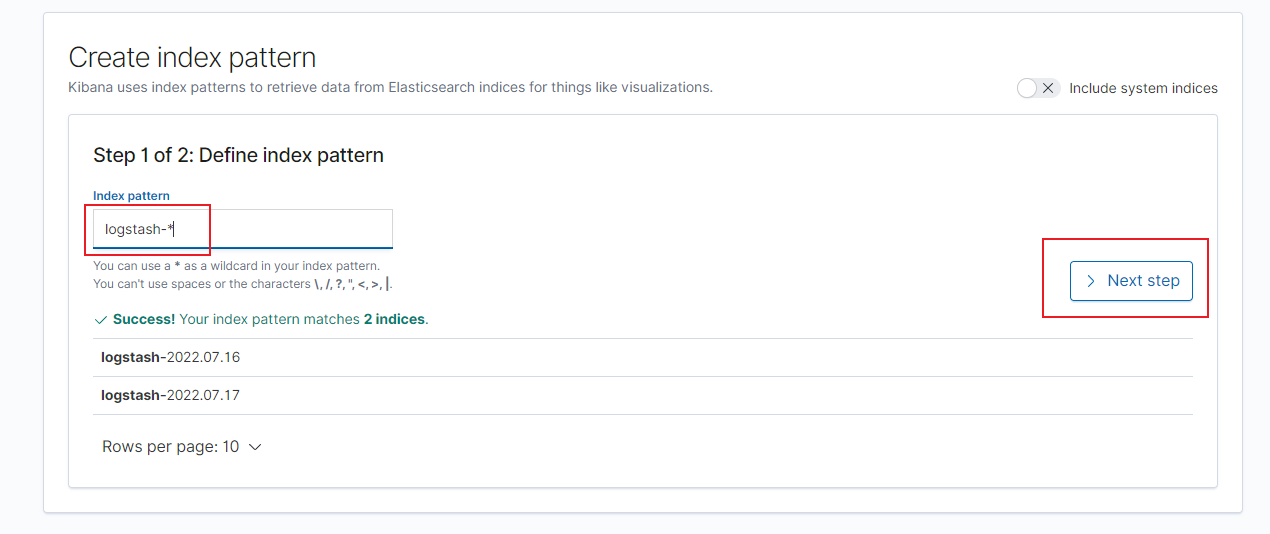 Create index pattern
Kibana uses index patterns to retrieve data from Elasticsearch indices for things like visualizations.
Include system indices
Step 1 of 2: Define index pattern
Index pattern
logstash-*
You can use a * as a wildcard in your index pattern.
You can't use spaces or the characters \, /, ?, ", <, >, |.
Next step
Success! Your index pattern matches 2 indices.
logstash-2022.07.16
logstash-2022.07.17
Rows per page: 10